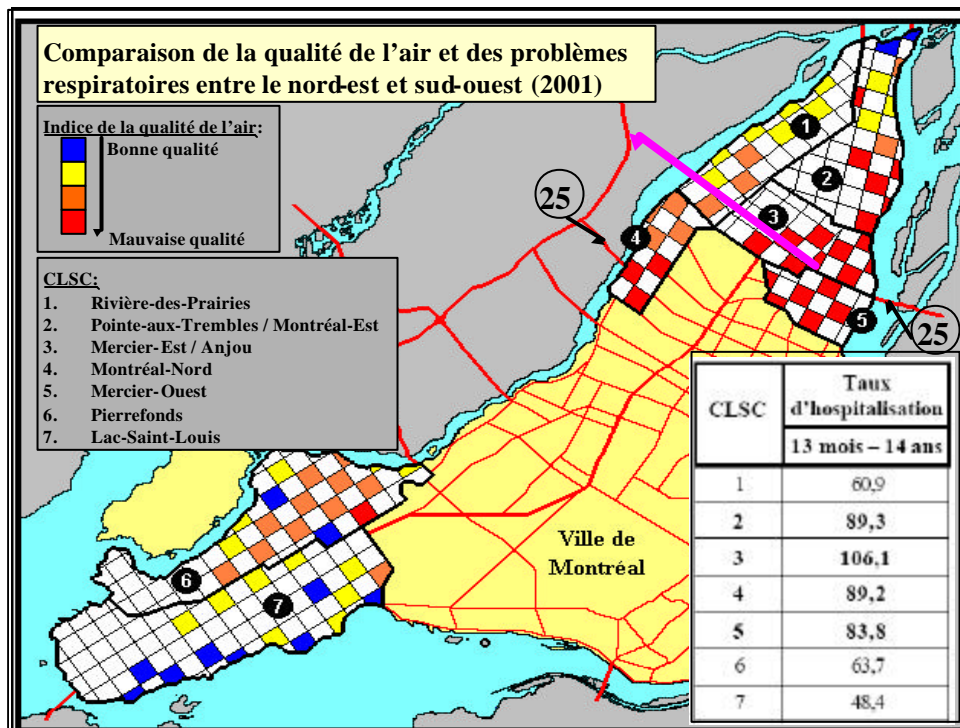 Comparaison de la qualité de l'air et des problèmes
respiratoires entre le nord-est et sud-ouest (2001)
Indice de la qualité de l'air:
Bonne qualité
Mauvaise qualité
CLSC:
1. Rivière-des-Prairies
2. Pointe-aux-Trembles / Montréal-Est
3. Mercier-Est / Anjou
4. Montréal-Nord
5. Mercier-Ouest
6. Pierrefonds
7. Lac-Saint-Louis
1
2
25
3
4
5
25
6
7
Ville de
Montréal
CLSC
Taux
d'hospitalisation
13 mois – 14 ans
1 60,9
2 89,3
3 106,1
4 89,2
5 83,8
6 63,7
7 48,4